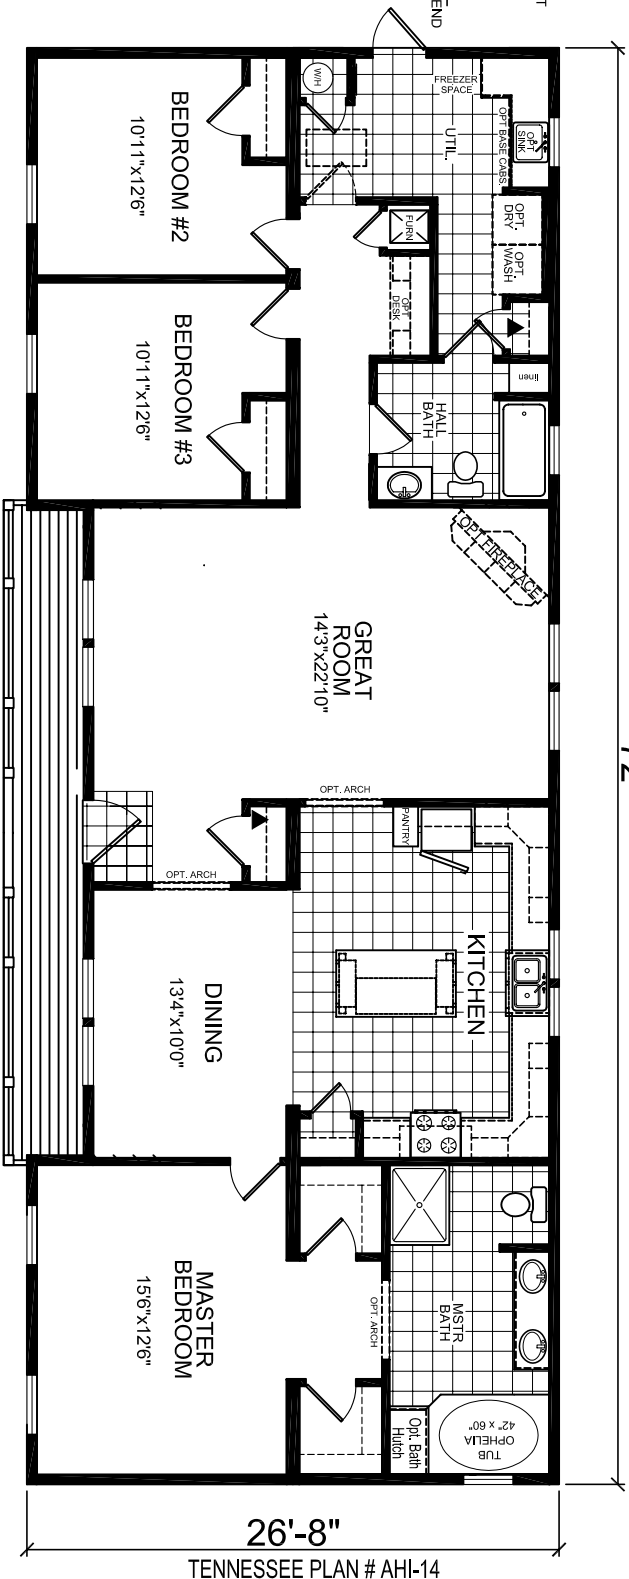 T
END
W/H
FREEZER
SPACE
UTIL.
OPT BASE CABS.
OPT
SINK
OPT.
DRY
OPT.
WASH
FURN
OPT
DESK
linen
HALL
BATH
BEDROOM #2
10'11"x12'6"
BEDROOM #3
10'11"x12'6"
OPT FIREPLACE
GREAT
ROOM
14'3"x22'10"
OPT. ARCH
PANTRY
OPT. ARCH
KITCHEN
DINING
13'4"x10'0"
MASTER
BEDROOM
15'6"x12'6"
OPT. ARCH
MSTR
BATH
Opt. Bath
Hutch
TUB
OPHELIA
42" x 60"
26'-8"
TENNESSEE PLAN # AHI-14